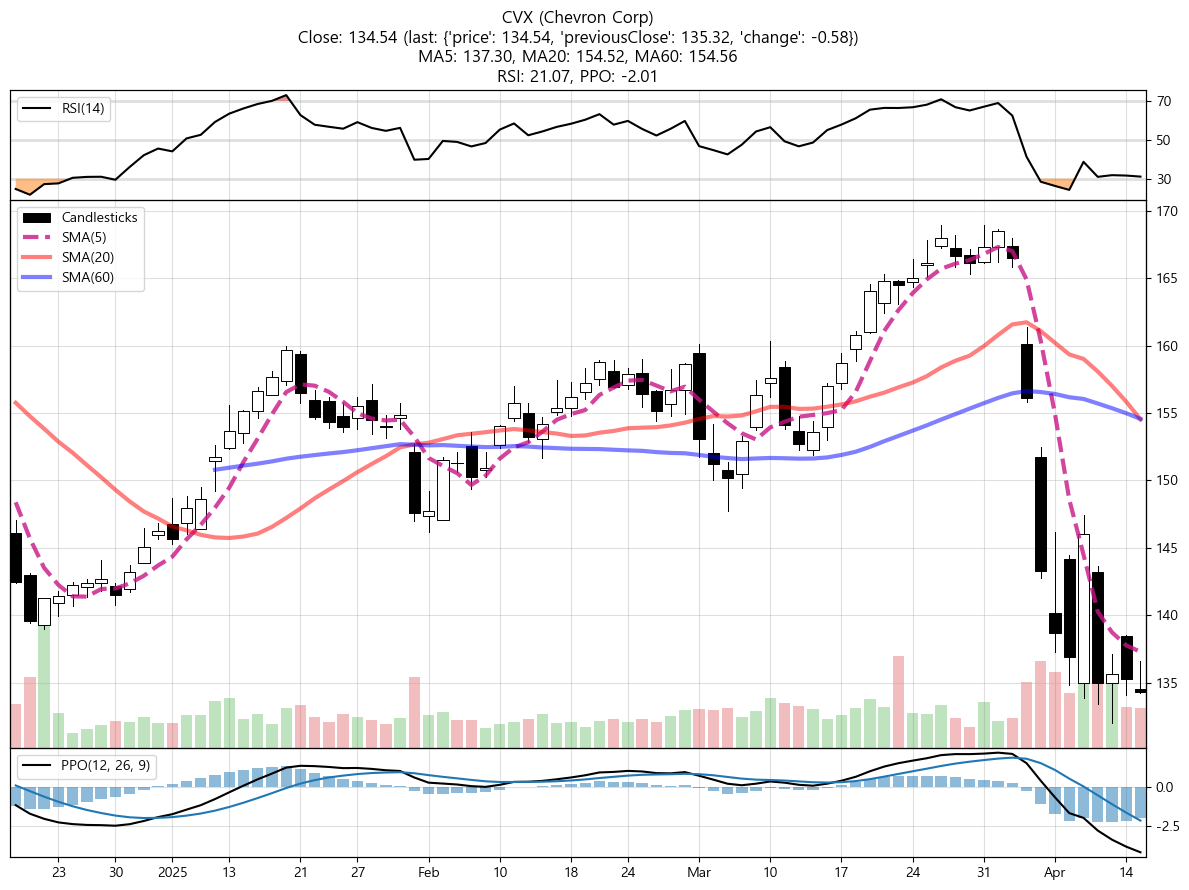 CVX (Chevron Corp)
Close: 134.54 (last: {'price': 134.54, 'previousClose': 135.32, 'change': -0.58})
MA5: 137.30, MA20: 154.52, MA60: 154.56
RSI: 21.07, PPO: -2.01
RSI(14)
70
50
30
Candlesticks
SMA(5)
SMA(20)
SMA(60)
170
165
160
155
150
145
140
135
PPO(12, 26, 9)
0.0
-2.5
23 30 2025 13 21 27 Feb 10 18 24 Mar 10 17 24 31 Apr 14